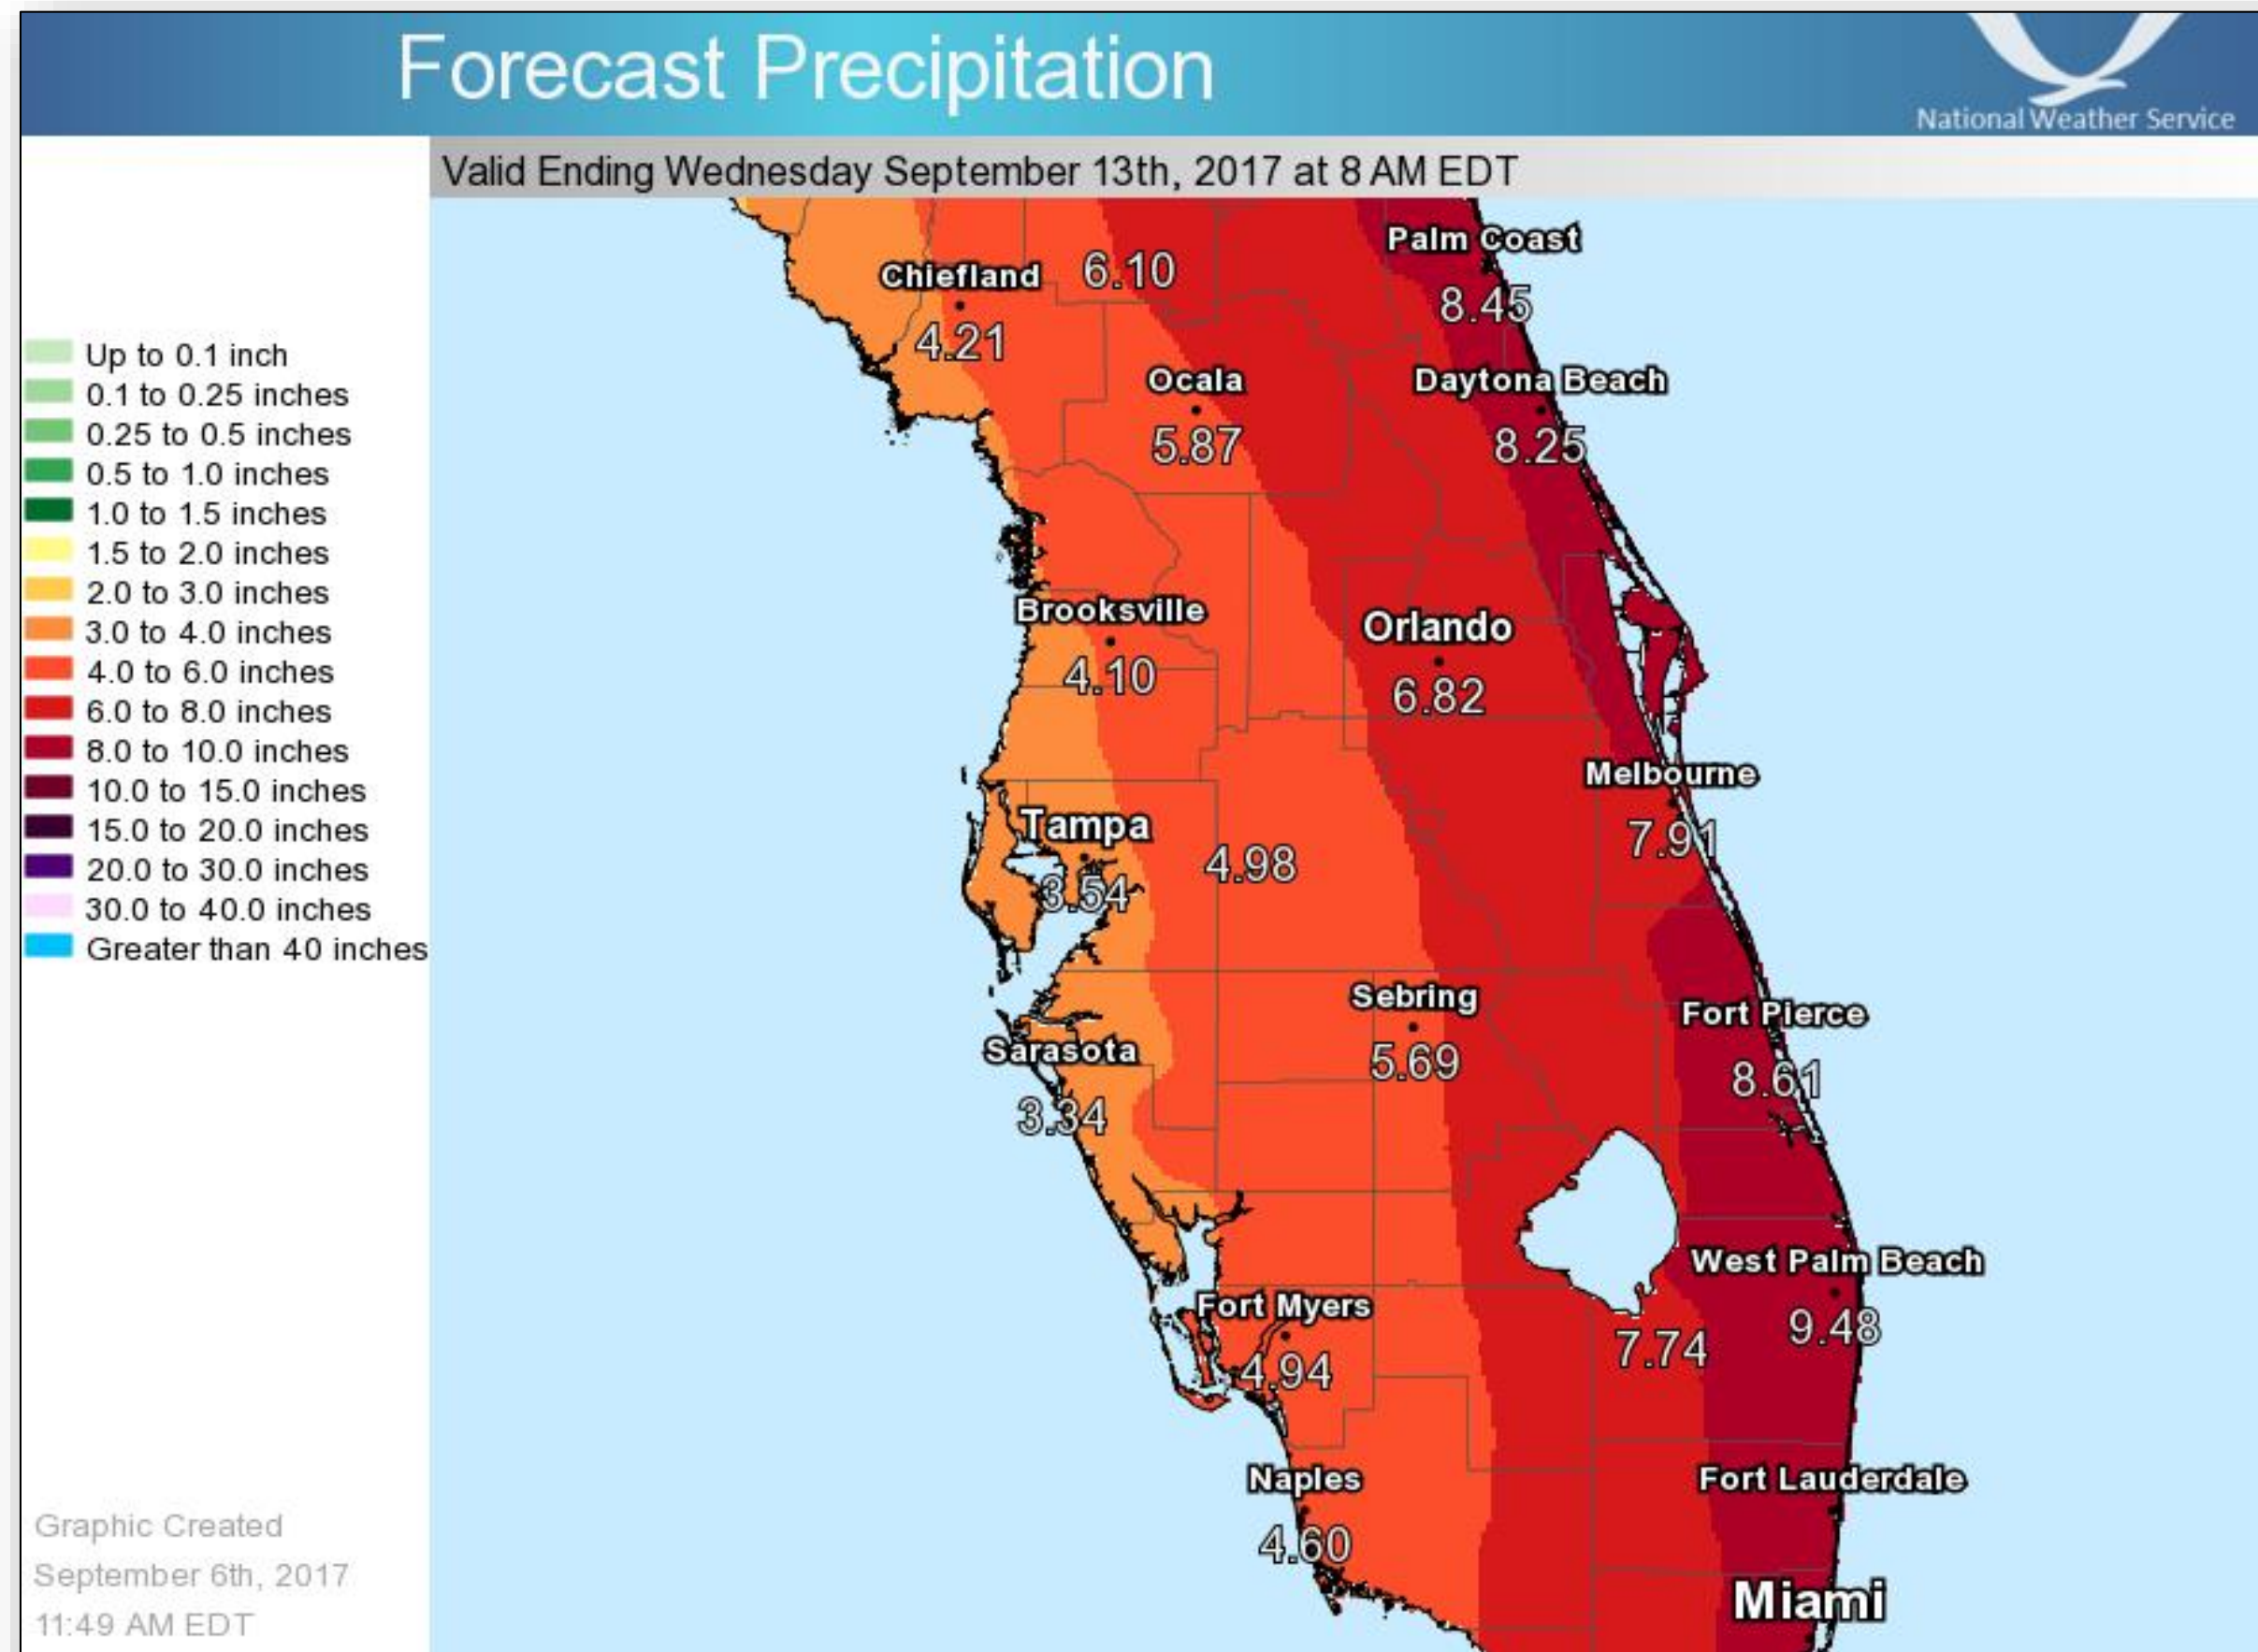 Forecast Precipitation
National Weather Service
Valid Ending Wednesday September 13th, 2017 at 8 AM EDT
Up to 0.1 inch
0.1 to 0.25 inches
0.25 to 0.5 inches
0.5 to 1.0 inches
1.0 to 1.5 inches
1.5 to 2.0 inches
2.0 to 3.0 inches
3.0 to 4.0 inches
4.0 to 6.0 inches
6.0 to 8.0 inches
8.0 to 10.0 inches
10.0 to 15.0 inches
15.0 to 20.0 inches
20.0 to 30.0 inches
30.0 to 40.0 inches
Greater than 40 inches
Graphic Created
September 6th, 2017
11:49 AM EDT
Palm Coast
8.45
Chiefland
4.21
6.10
Ocala
5.87
Daytona Beach
8.25
Brooksville
4.10
Orlando
6.82
Melbourne
7.91
Tampa
3.54
4.98
Sebring
5.69
Fort Pierce
8.61
Sarasota
3.34
West Palm Beach
9.48
7.74
Fort Myers
4.94
Naples
4.60
Fort Lauderdale
Miami